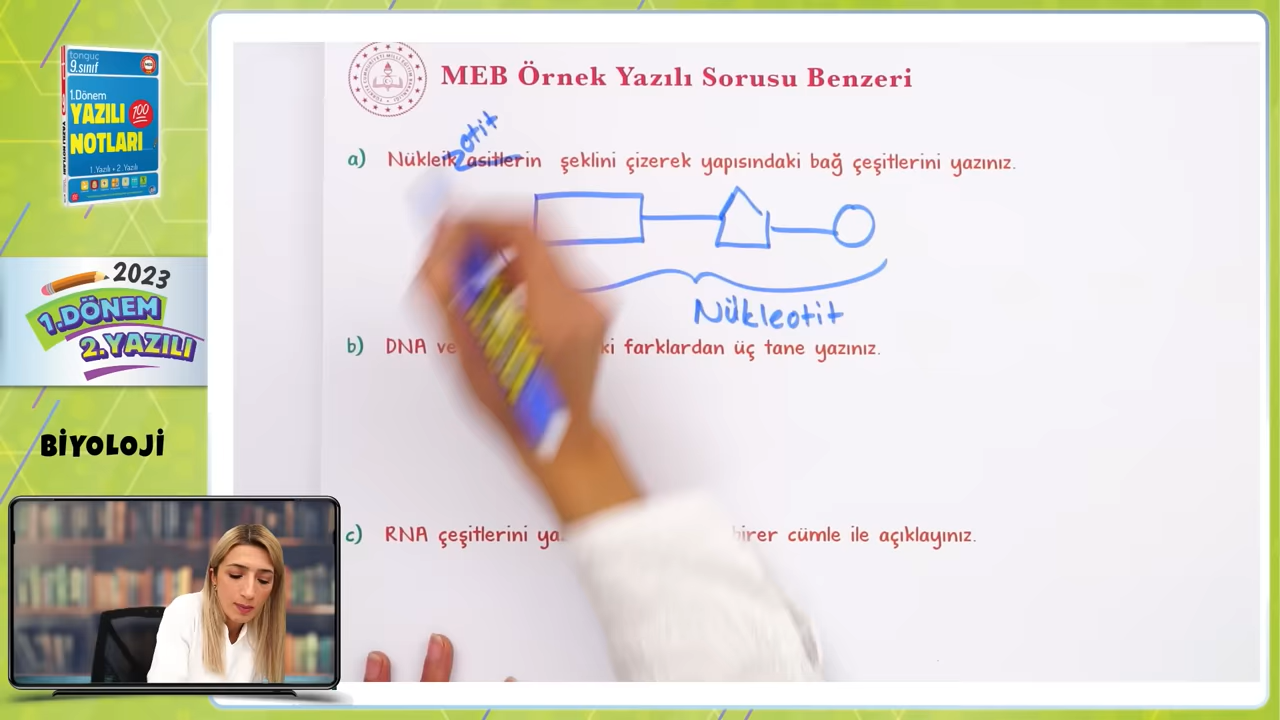 tonguç
9.sınıf
1.Dönem
YAZILI
100
NOTLARI
1.Yazılı • 2.Yazılı
YAZILI NOTLARI
2023
1.DÖNEM
2.YAZILI
BİYOLOJİ
MEB Örnek Yazılı Sorusu Benzeri
otit
a) Nükleik asitlerin şeklini çizerek yapısındaki bağ çeşitlerini yazınız.
Nükleotit
b) DNA ve ki farklardan üç tane yazınız.
c) RNA çeşitlerini ya birer cümle ile açıklayınız.